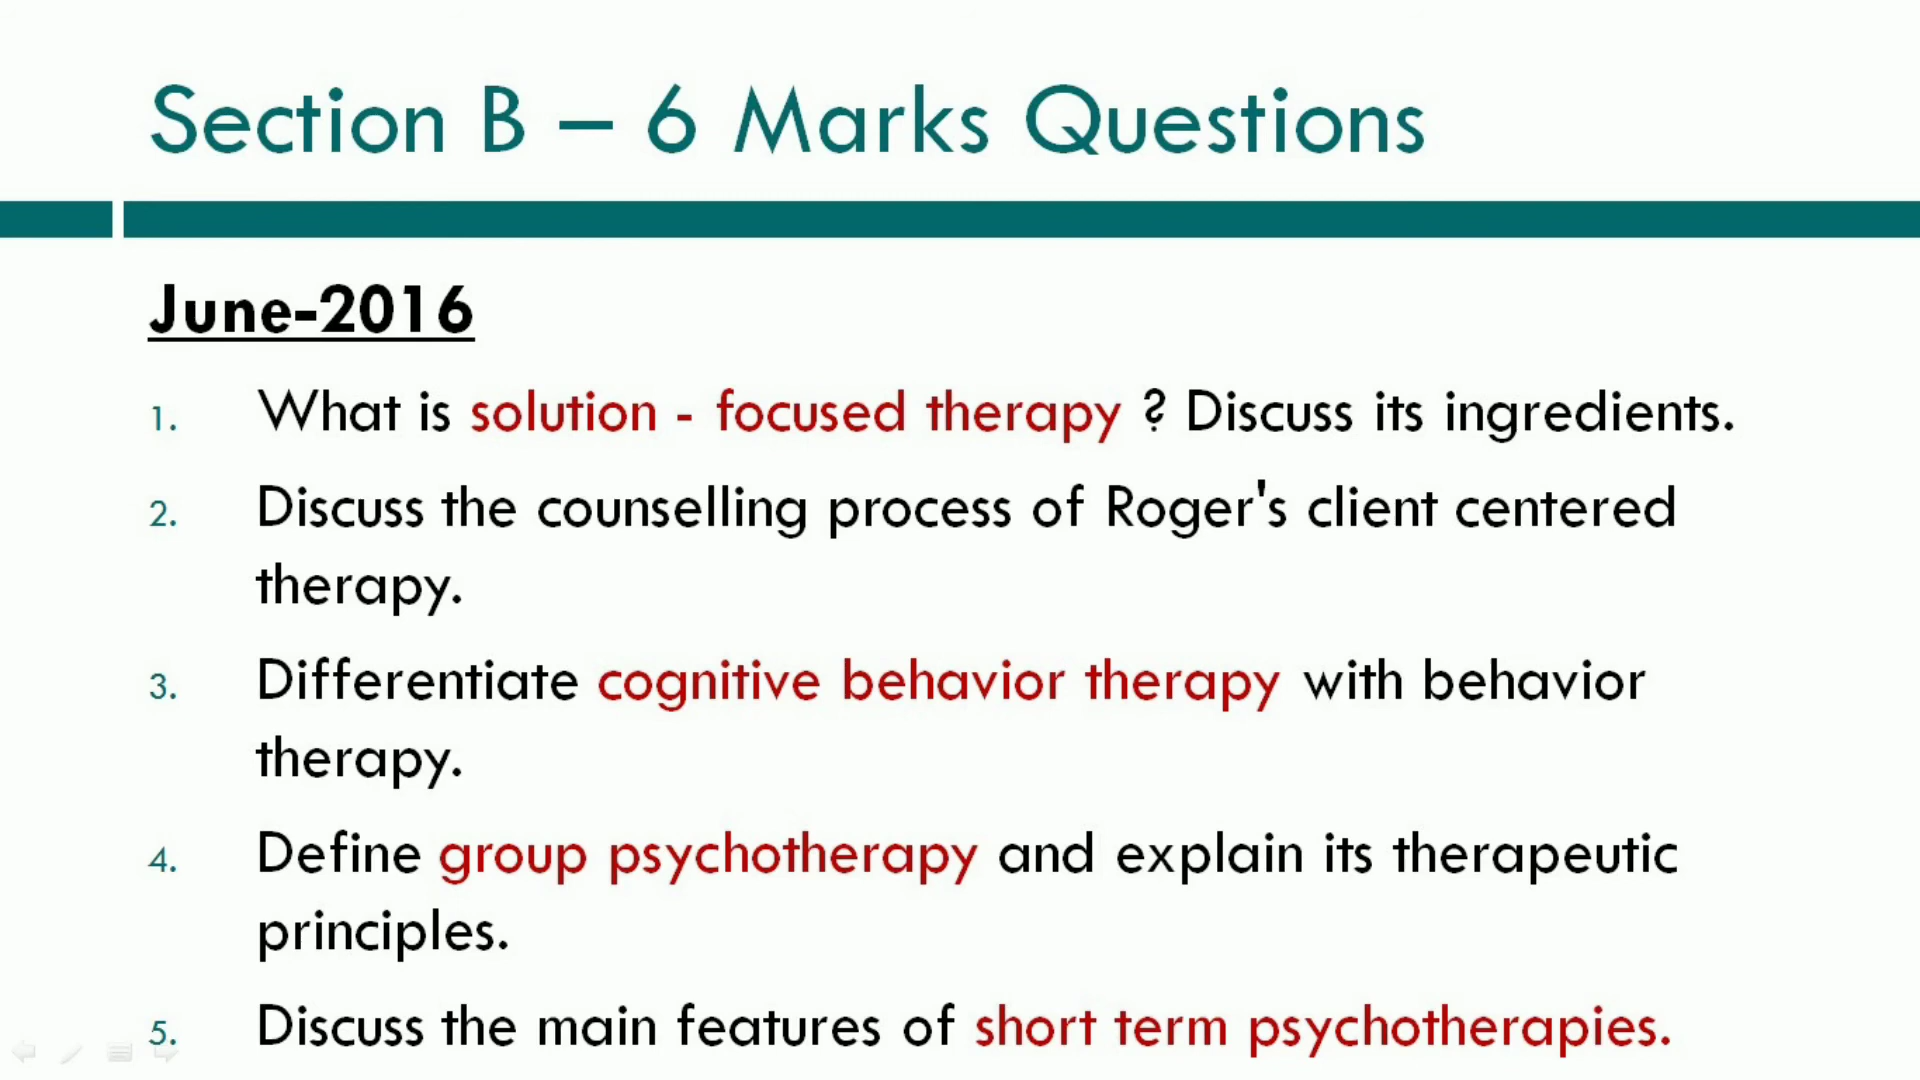 Section B – 6 Marks Questions
June-2016
1. What is solution - focused therapy ? Discuss its ingredients.
2. Discuss the counselling process of Roger's client centered
therapy.
3. Differentiate cognitive behavior therapy with behavior
therapy.
4. Define group psychotherapy and explain its therapeutic
principles.
5. Discuss the main features of short term psychotherapies.